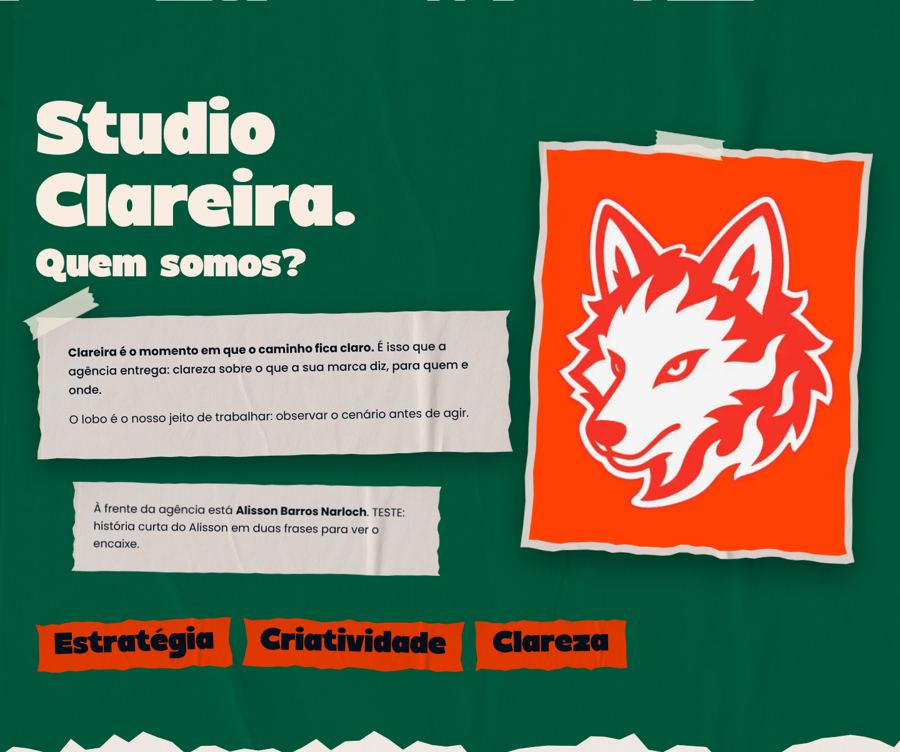 Studio
Clareira.
Quem somos?
Clareira é o momento em que o caminho fica claro. É isso que a
agência entrega: clareza sobre o que a sua marca diz, para quem e
onde.
O lobo é o nosso jeito de trabalhar: observar o cenário antes de agir.
À frente da agência está Alisson Barros Narloch. TESTE:
história curta do Alisson em duas frases para ver o
encaixe.
Estratégia Criatividade Clareza